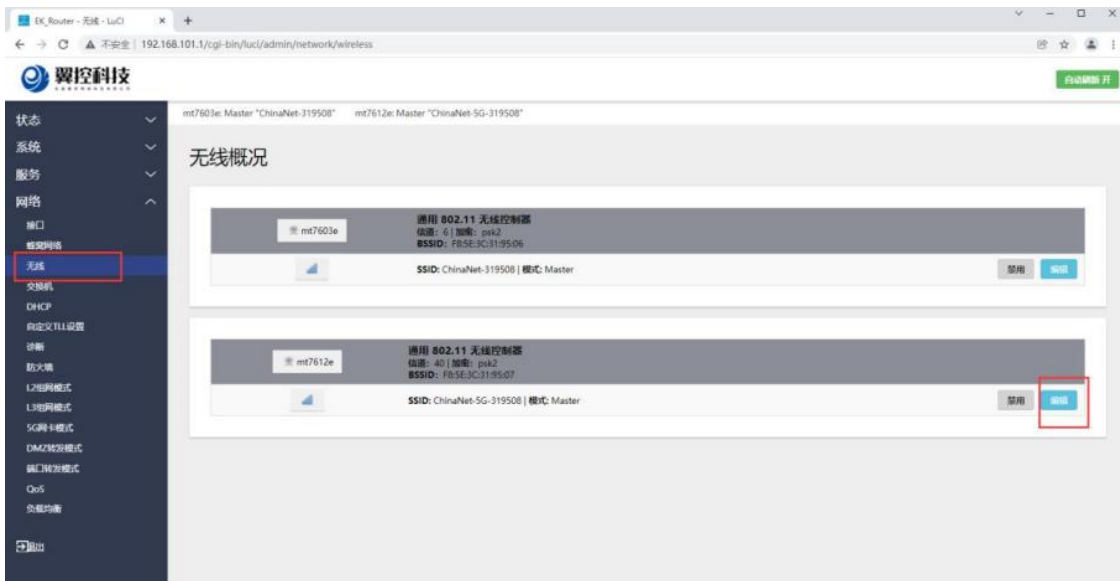 EK_Router - 无线 - LuCI
不安全 192.168.101.1/cgi-bin/luci/admin/network/wireless
翼控科技
自动刷新 开
mt7603e: Master "ChinaNet-319508" mt7612e: Master "ChinaNet-5G-319508"
状态
系统
服务
网络
接口
蜂窝网络
无线
交换机
DHCP
自定义TLL设置
诊断
防火墙
L2组网模式
L3组网模式
5G网卡模式
DMZ转发模式
端口转发模式
QoS
负载均衡
退出
无线概况
mt7603e
通用 802.11 无线控制器
信道: 6 | 加密: psk2
BSSID: F8:5E:3C:31:95:06
SSID: ChinaNet-319508 | 模式: Master
禁用 编辑
mt7612e
通用 802.11 无线控制器
信道: 40 | 加密: psk2
BSSID: F8:5E:3C:31:95:07
SSID: ChinaNet-5G-319508 | 模式: Master
禁用 编辑